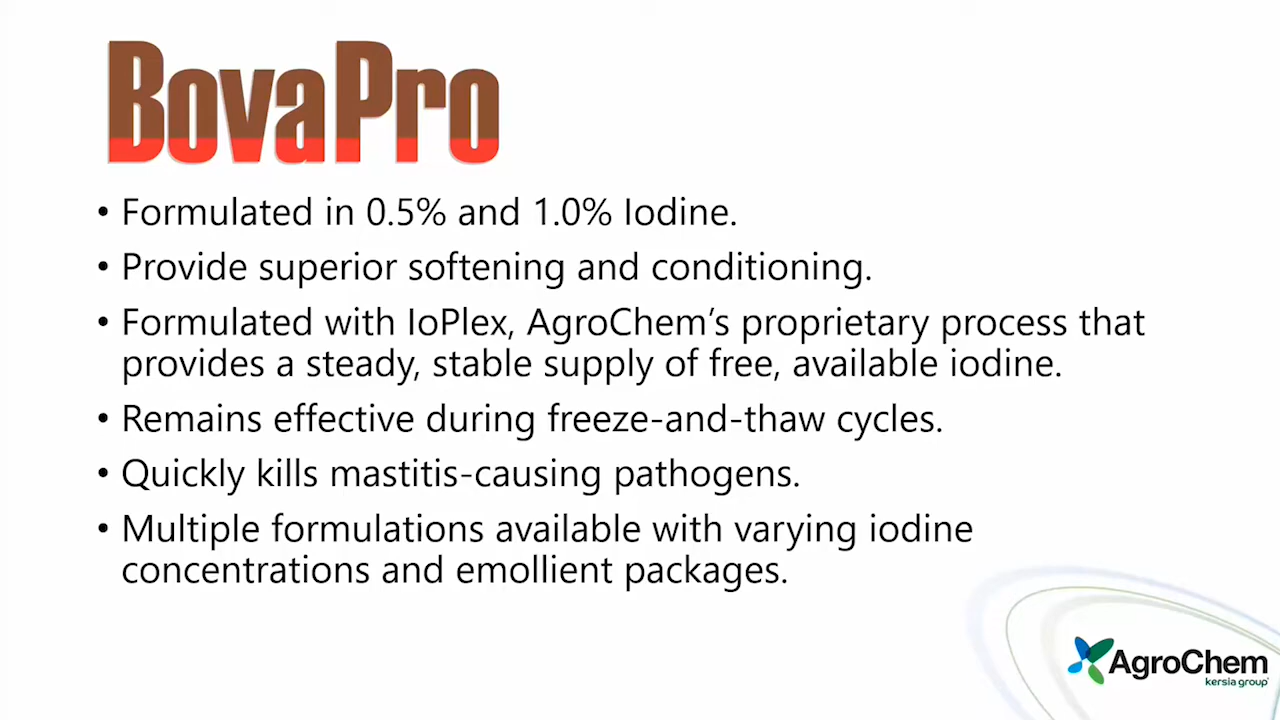 BovaPro
• Formulated in 0.5% and 1.0% Iodine.
• Provide superior softening and conditioning.
• Formulated with IoPlex, AgroChem’s proprietary process that
provides a steady, stable supply of free, available iodine.
• Remains effective during freeze-and-thaw cycles.
• Quickly kills mastitis-causing pathogens.
• Multiple formulations available with varying iodine
concentrations and emollient packages.
AgroChem
kersia group